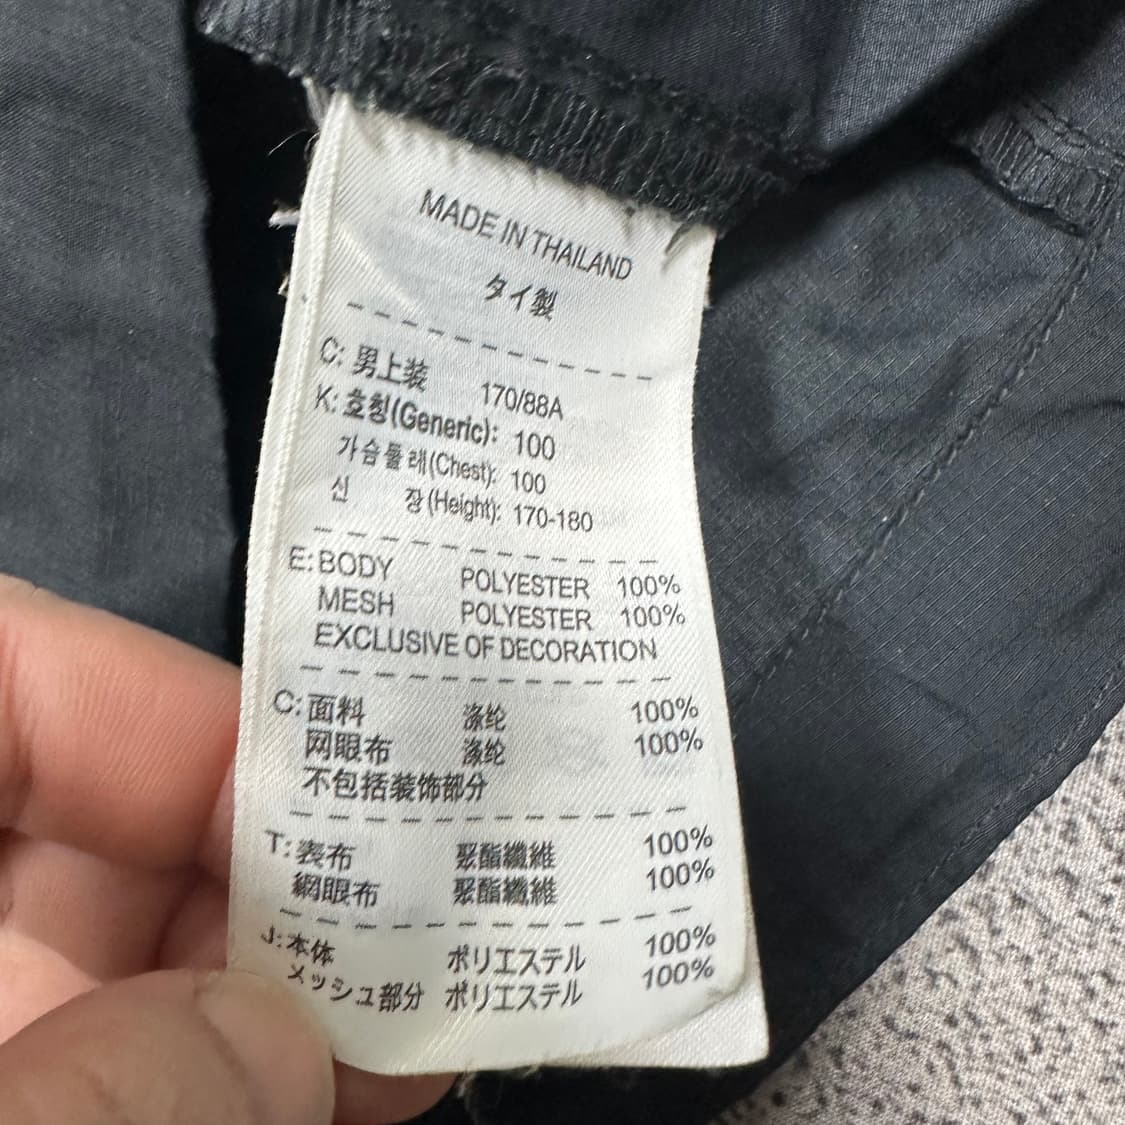 MADE IN THAILAND
タイ製
C: 男上装 170/88A
K: 호칭(Generic): 100
가슴둘레(Chest): 100
신 장(Height): 170-180
E: BODY POLYESTER 100%
MESH POLYESTER 100%
EXCLUSIVE OF DECORATION
C: 面料 涤纶 100%
网眼布 涤纶 100%
不包括装饰部分
T: 表布 聚酯纖維 100%
網眼布 聚酯纖維 100%
J: 本体 ポリエステル 100%
メッシュ部分 ポリエステル 100%